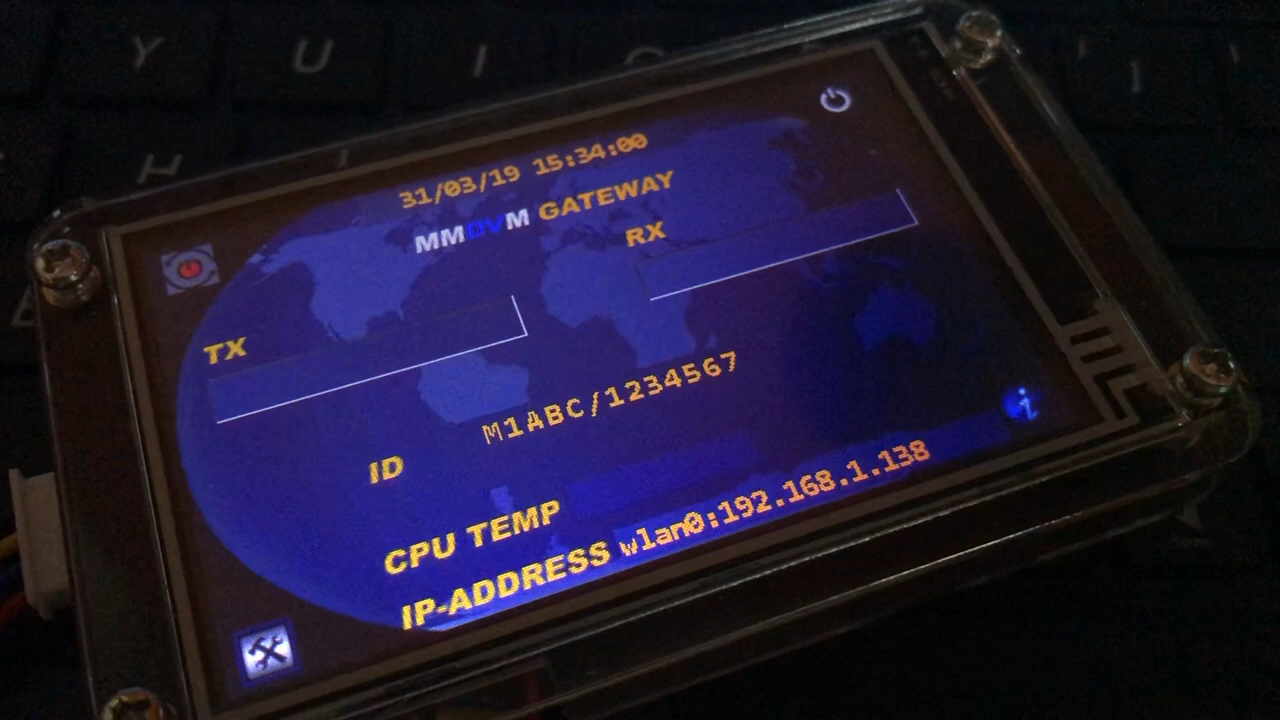 Y U I
31/03/19 15:34:00
MMDVM GATEWAY
RX
TX
M1ABC/1234567
ID
CPU TEMP
IP-ADDRESS wlan0:192.168.1.138
i